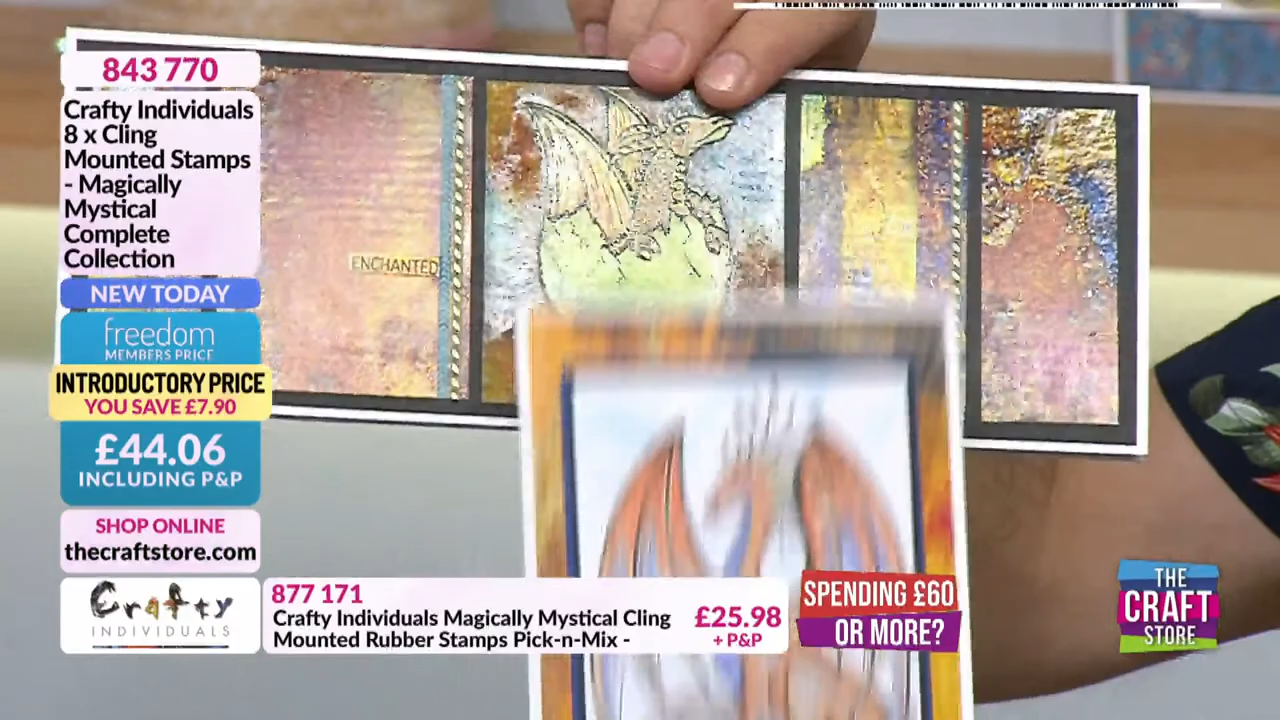 843 770
Crafty Individuals
8 x Cling
Mounted Stamps
- Magically
Mystical
Complete
Collection
NEW TODAY
freedom
MEMBERS PRICE
INTRODUCTORY PRICE
YOU SAVE £7.90
£44.06
INCLUDING P&P
SHOP ONLINE
thecraftstore.com
Crafty
INDIVIDUALS
877 171
Crafty Individuals Magically Mystical Cling
Mounted Rubber Stamps Pick-n-Mix -
£25.98
+ P&P
SPENDING £60
OR MORE?
THE
CRAFT
STORE
ENCHANTED